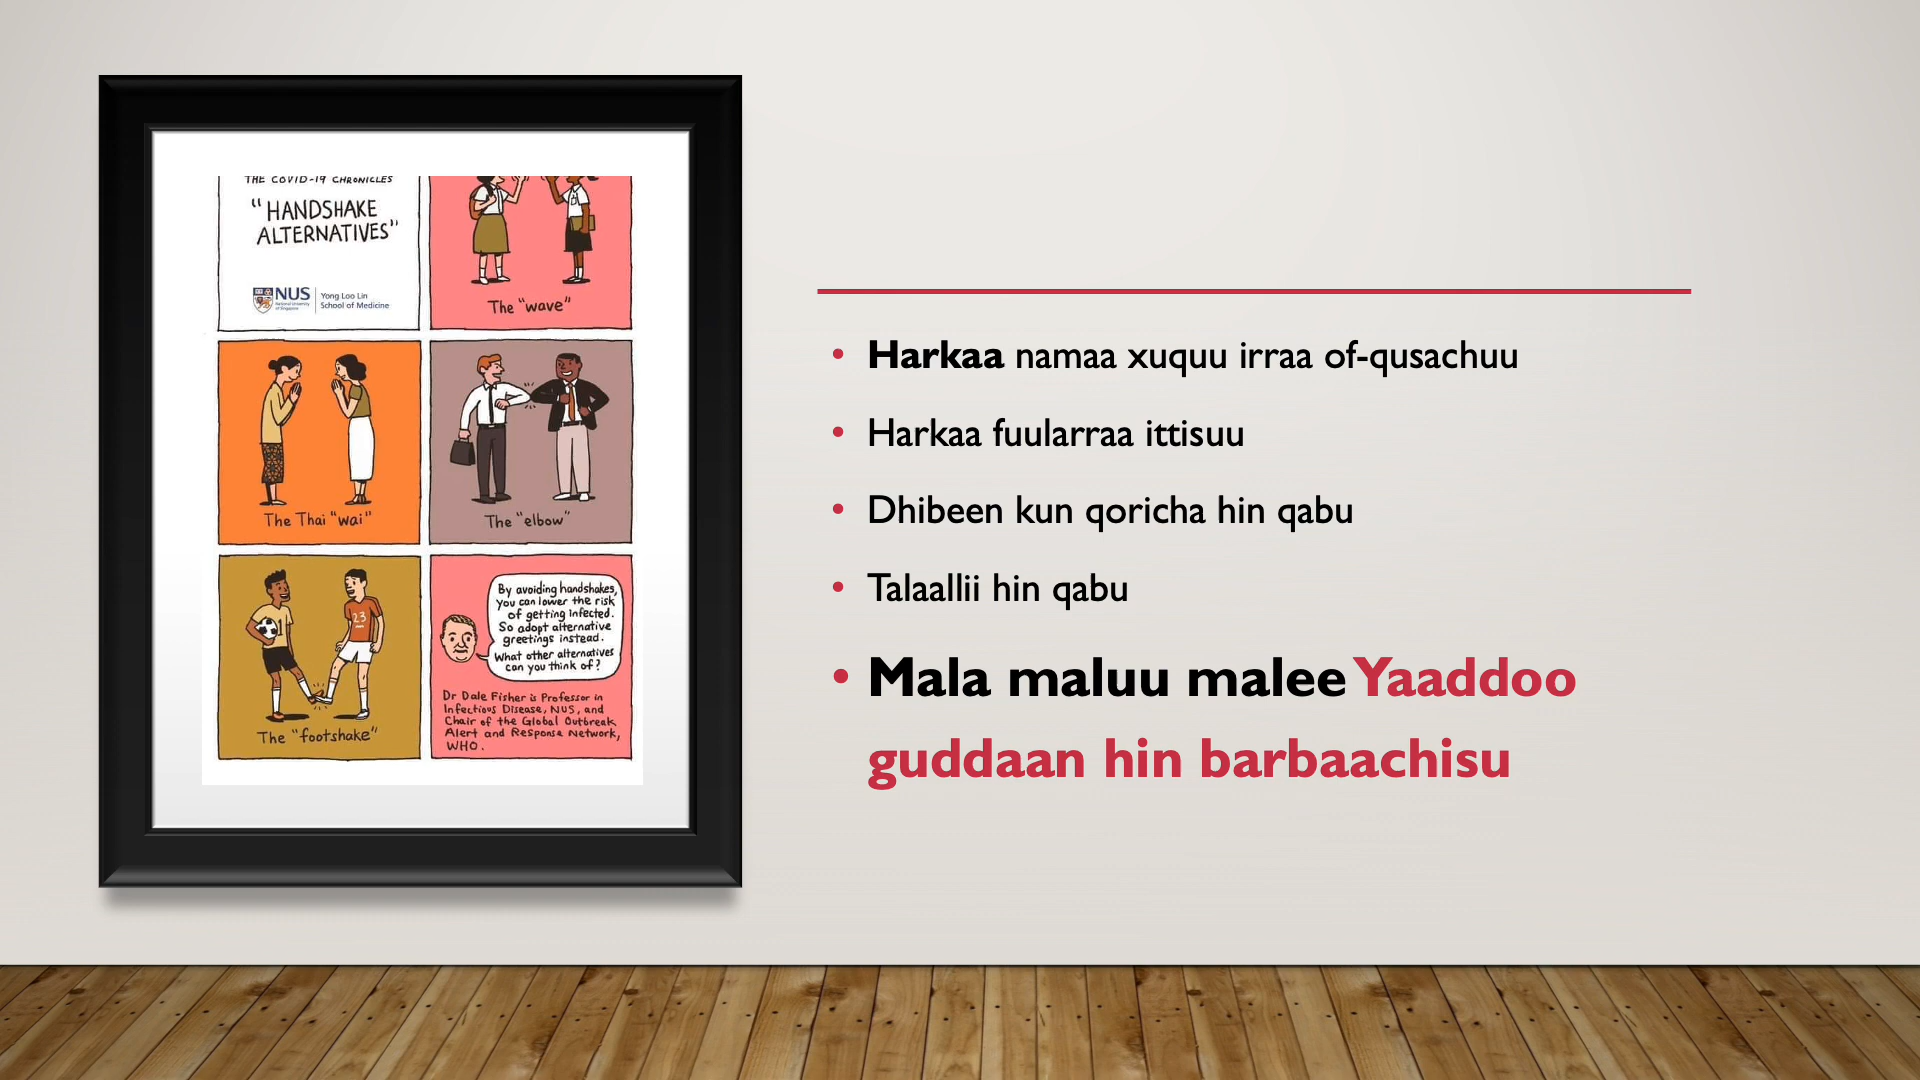 THE COVID-19 CHRONICLES
"HANDSHAKE
ALTERNATIVES"
NUS
National University
of Singapore
Yong Loo Lin
School of Medicine
The "wave"
The Thai "wai"
The "elbow"
The "footshake"
By avoiding handshakes,
you can lower the risk
of getting infected.
So adopt alternative
greetings instead.
What other alternatives
can you think of?
Dr Dale Fisher is Professor in
Infectious Disease, NUS, and
Chair of the Global Outbreak
Alert and Response Network,
WHO.
• Harkaa namaa xuquu irraa of-qusachuu
• Harkaa fuularraa ittisuu
• Dhibeen kun qoricha hin qabu
• Talaallii hin qabu
• Mala maluu malee Yaaddoo
guddaan hin barbaachisu